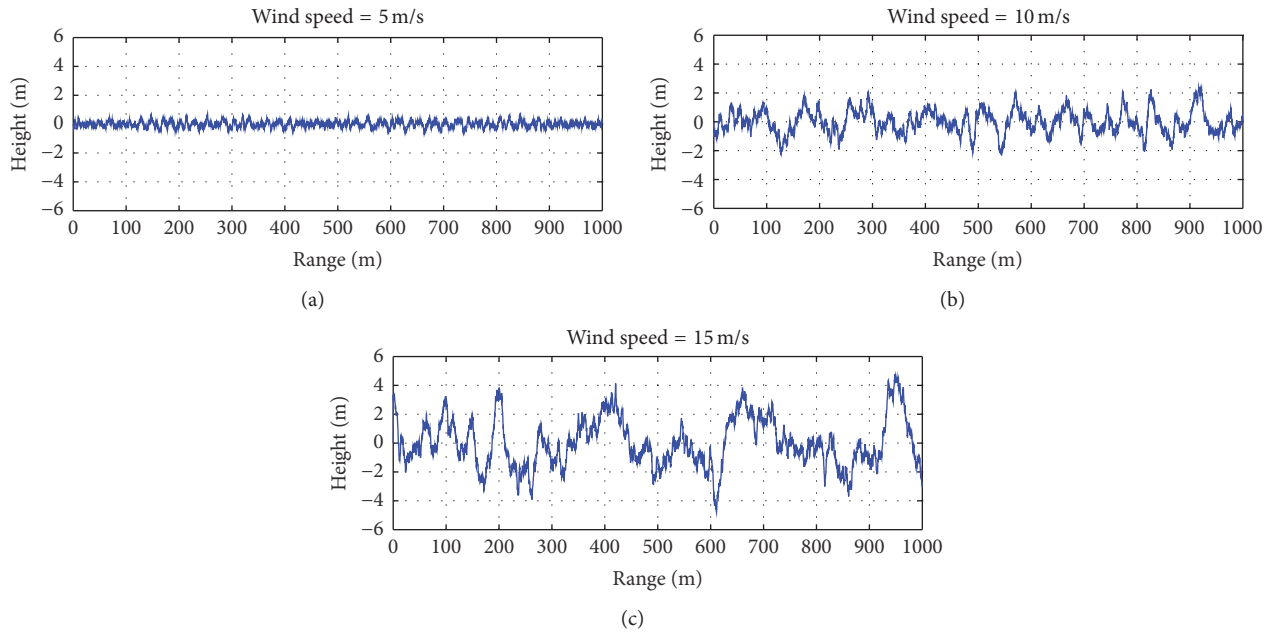 Wind speed = 5 m/s
6
4
2
0
−2
−4
−6
Height (m)
0 100 200 300 400 500 600 700 800 900 1000
Range (m)
(a)
Wind speed = 10 m/s
6
4
2
0
−2
−4
−6
Height (m)
0 100 200 300 400 500 600 700 800 900 1000
Range (m)
(b)
Wind speed = 15 m/s
6
4
2
0
−2
−4
−6
Height (m)
0 100 200 300 400 500 600 700 800 900 1000
Range (m)
(c)